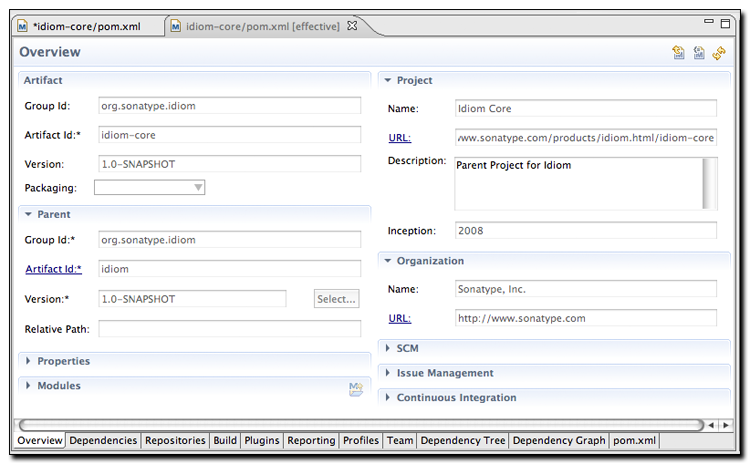 *idiom-core/pom.xml
idiom-core/pom.xml [effective]
Overview
Artifact
Group Id: org.sonatype.idiom
Artifact Id:* idiom-core
Version: 1.0-SNAPSHOT
Packaging:
Parent
Group Id:* org.sonatype.idiom
Artifact Id:* idiom
Version:* 1.0-SNAPSHOT Select...
Relative Path:
Properties
Modules
Project
Name: Idiom Core
URL: ww.sonatype.com/products/idiom.html/idiom-core
Description: Parent Project for Idiom
Inception: 2008
Organization
Name: Sonatype, Inc.
URL: http://www.sonatype.com
SCM
Issue Management
Continuous Integration
Overview Dependencies Repositories Build Plugins Reporting Profiles Team Dependency Tree Dependency Graph pom.xml